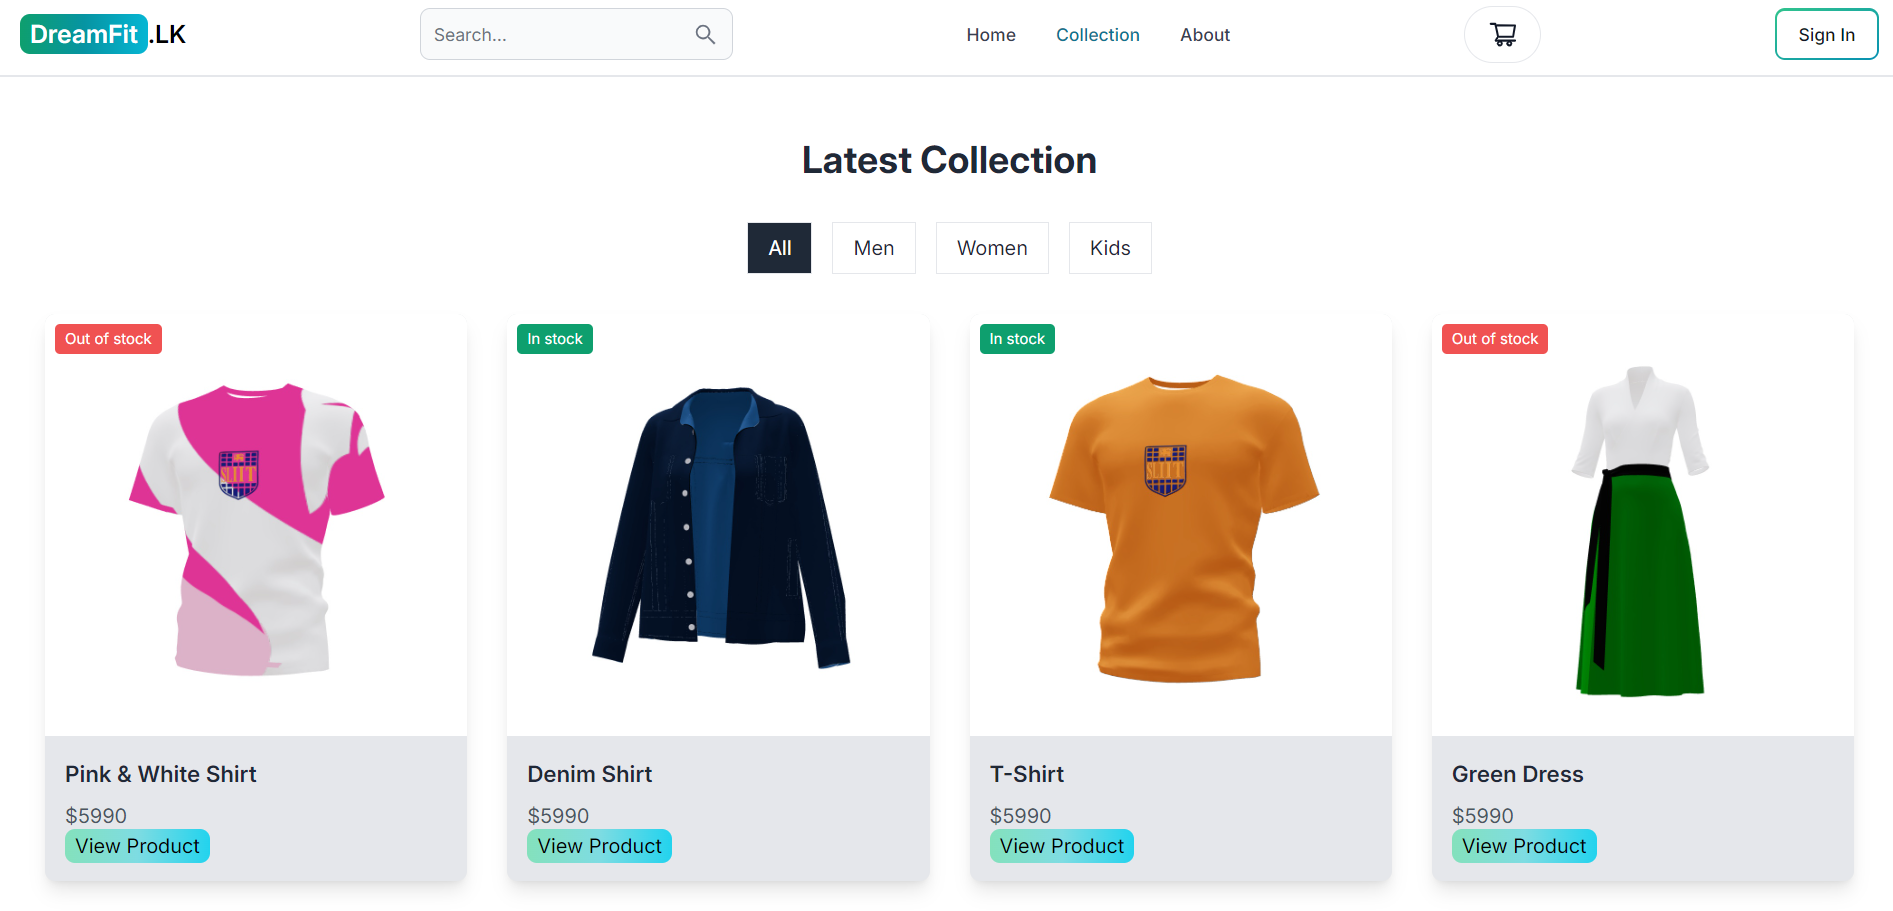 DreamFit.LK
Search...
Home
Collection
About
Sign In
Latest Collection
All
Men
Women
Kids
Out of stock
In stock
In stock
Out of stock
SLIIT
SLIIT
Pink & White Shirt
$5990
View Product
Denim Shirt
$5990
View Product
T-Shirt
$5990
View Product
Green Dress
$5990
View Product